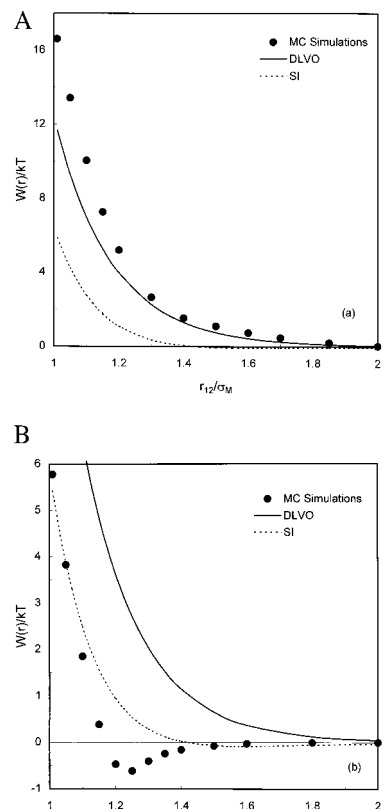 A
16
12
8
4
0
W(r)/kT
MC Simulations
DLVO
SI
(a)
1 1.2 1.4 1.6 1.8 2
r12/σM
B
6
5
4
3
2
1
0
-1
W(r)/kT
MC Simulations
DLVO
SI
(b)
1 1.2 1.4 1.6 1.8 2